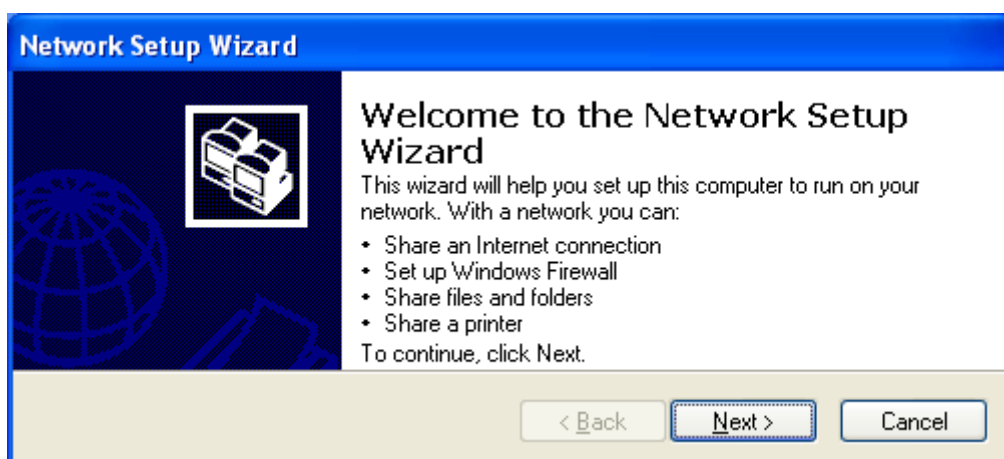 Network Setup Wizard
Welcome to the Network Setup
Wizard
This wizard will help you set up this computer to run on your
network. With a network you can:
• Share an Internet connection
• Set up Windows Firewall
• Share files and folders
• Share a printer
To continue, click Next.
< Back Next > Cancel